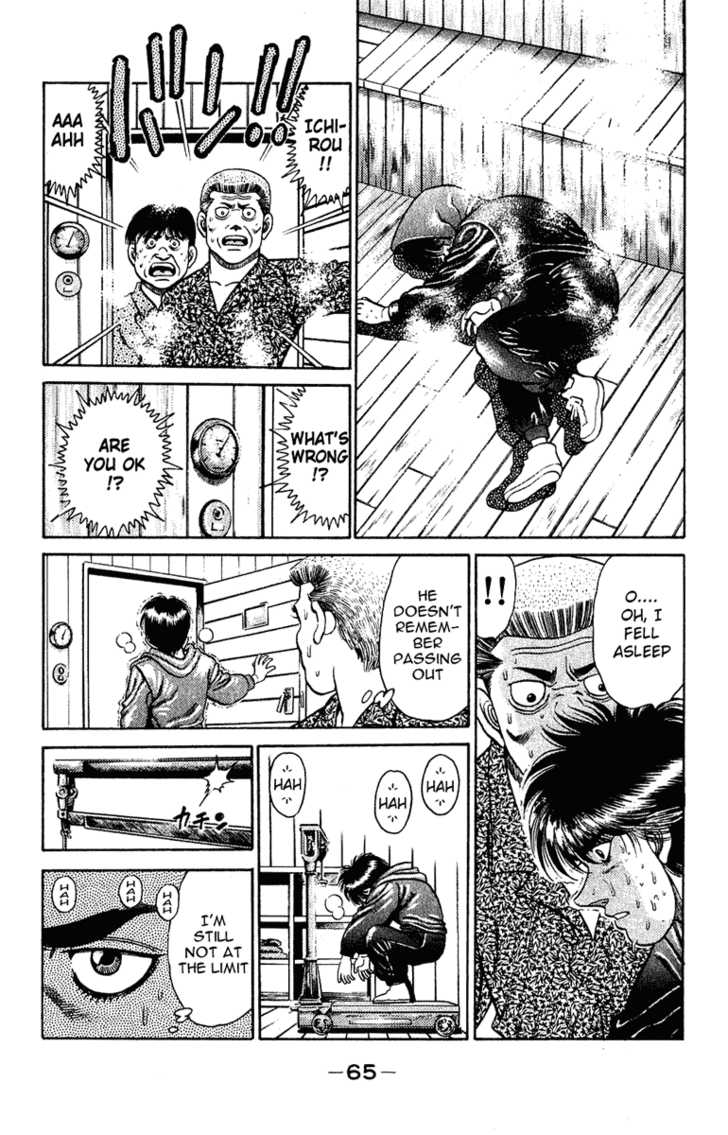 ICHI-
ROU
!!
AAA
AHH
WHAT'S
WRONG
!?
ARE
YOU OK
!?
O....
OH, I
FELL
ASLEEP
!!
HE
DOESN'T
REMEM-
BER
PASSING
OUT
HAH
HAH
HAH
カチン
HAH
HAH
HAH
I'M
STILL
NOT AT
THE LIMIT
—65—